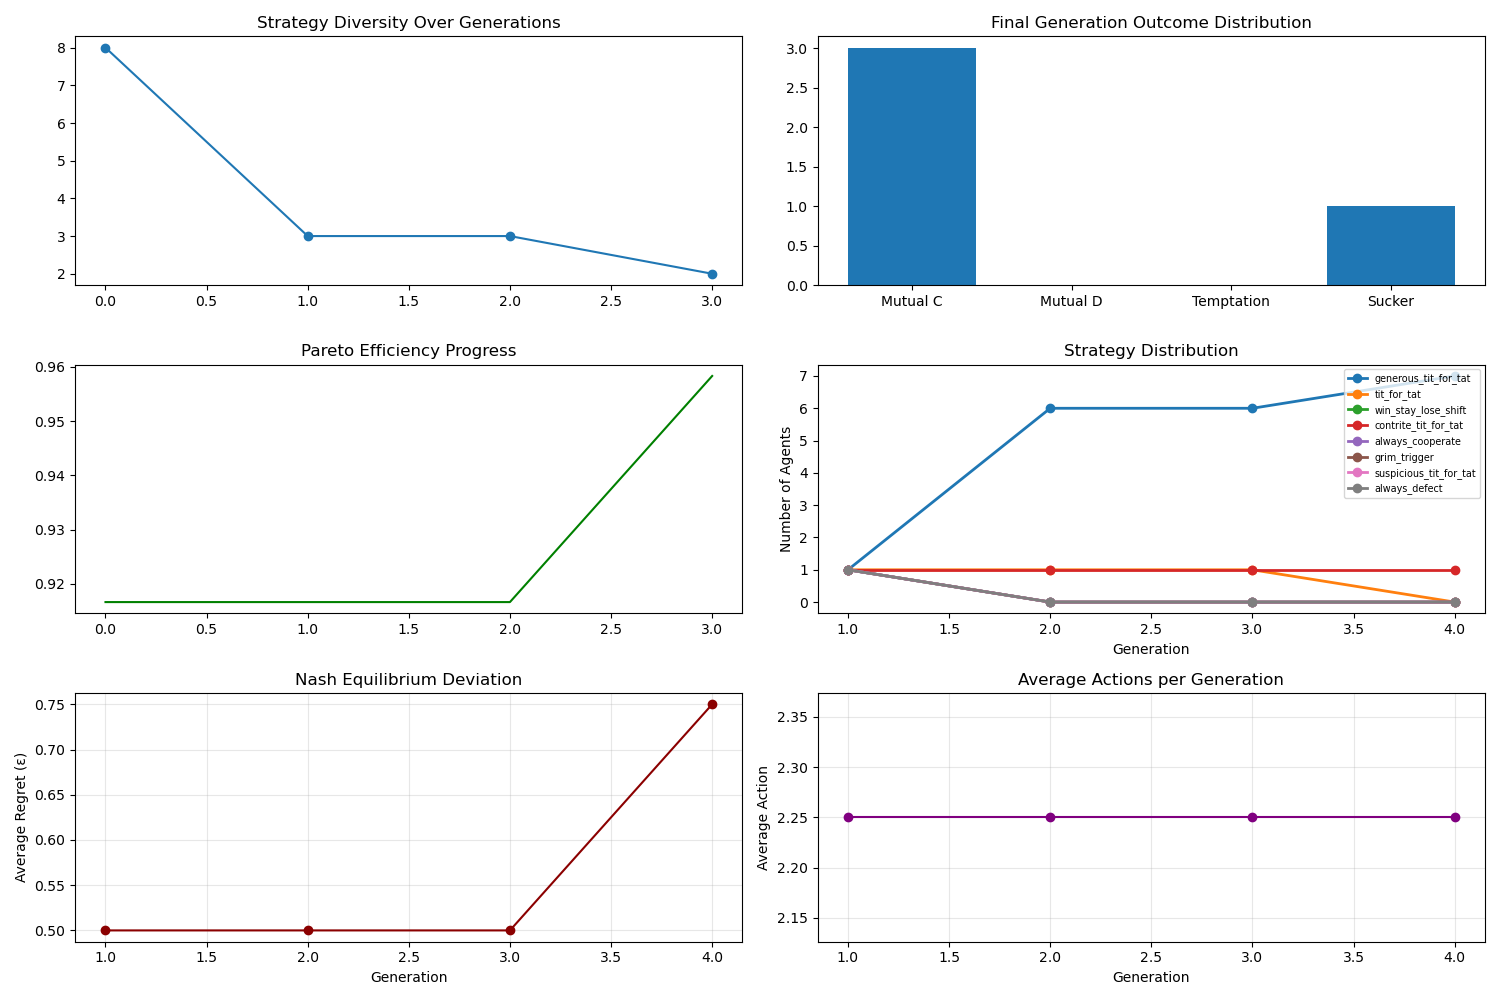 Strategy Diversity Over Generations
8
7
6
5
4
3
2
0.0 0.5 1.0 1.5 2.0 2.5 3.0
Final Generation Outcome Distribution
3.0
2.5
2.0
1.5
1.0
0.5
0.0
Mutual C Mutual D Temptation Sucker
Pareto Efficiency Progress
0.96
0.95
0.94
0.93
0.92
0.0 0.5 1.0 1.5 2.0 2.5 3.0
Strategy Distribution
Number of Agents
7
6
5
4
3
2
1
0
generous_tit_for_tat
tit_for_tat
win_stay_lose_shift
contrite_tit_for_tat
always_cooperate
grim_trigger
suspicious_tit_for_tat
always_defect
1.0 1.5 2.0 2.5 3.0 3.5 4.0
Generation
Nash Equilibrium Deviation
Average Regret (ε)
0.75
0.70
0.65
0.60
0.55
0.50
1.0 1.5 2.0 2.5 3.0 3.5 4.0
Generation
Average Actions per Generation
Average Action
2.35
2.30
2.25
2.20
2.15
1.0 1.5 2.0 2.5 3.0 3.5 4.0
Generation